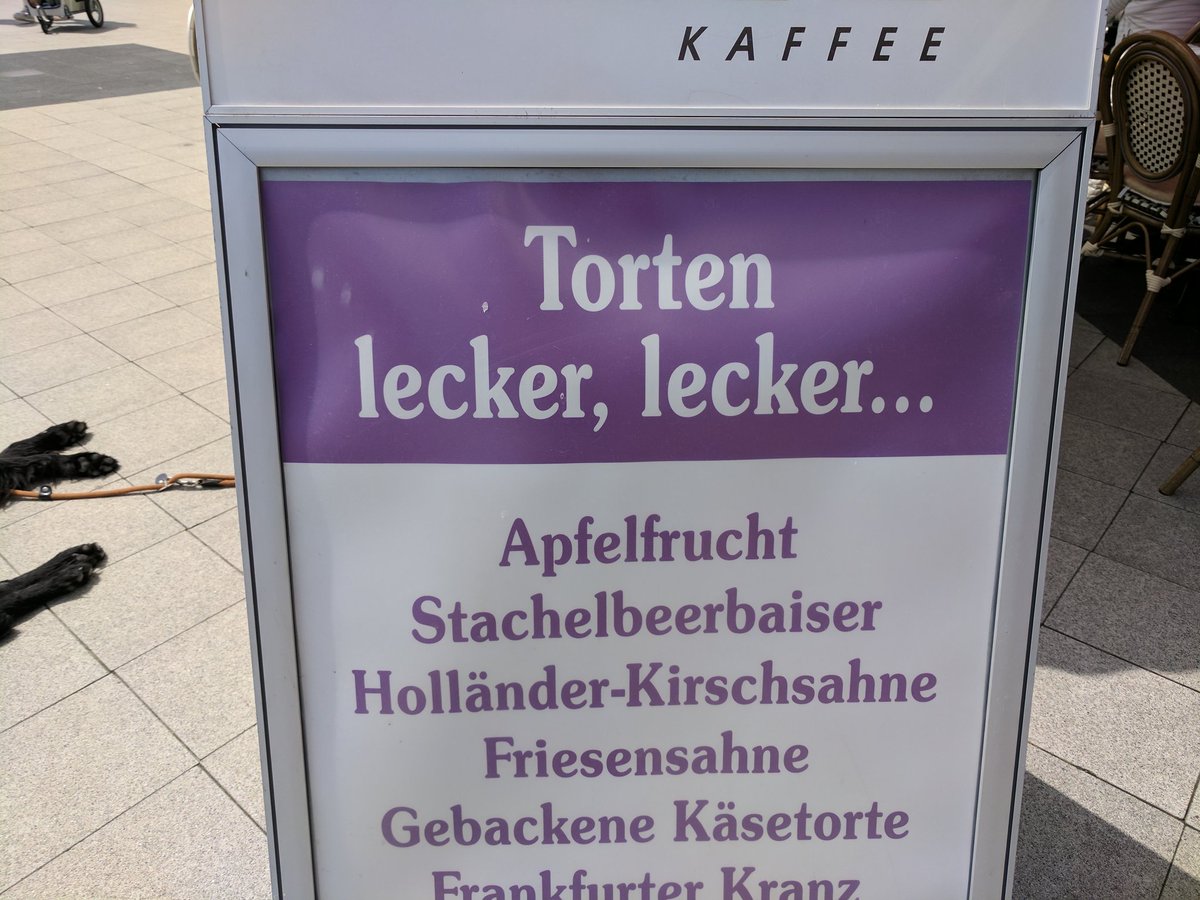 KAFFEE
Torten
lecker, lecker...
Apfelfrucht
Stachelbeerbaiser
Holländer-Kirschsahne
Friesensahne
Gebackene Käsetorte
Frankfurter Kranz